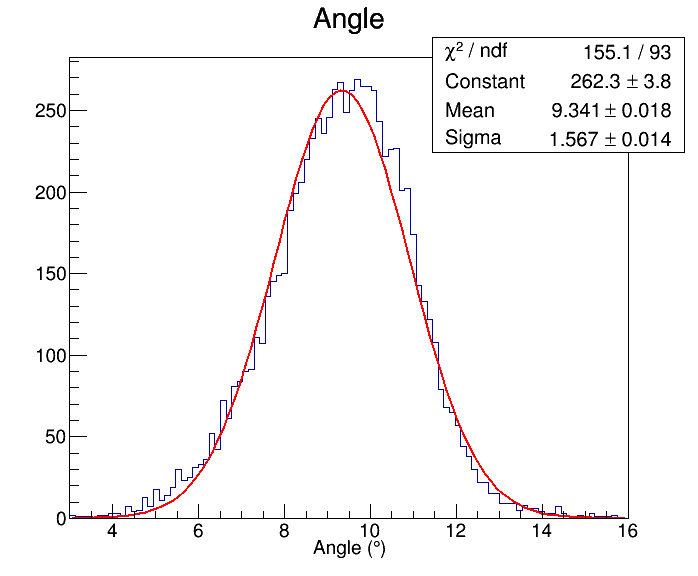 Angle
χ² / ndf 155.1 / 93
Constant 262.3 ± 3.8
Mean 9.341 ± 0.018
Sigma 1.567 ± 0.014
250
200
150
100
50
0
4 6 8 10 12 14 16
Angle (°)